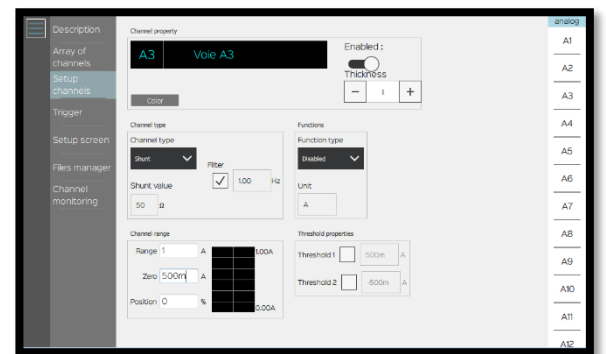 Description
Array of
channels
Setup
channels
Trigger
Setup screen
Files manager
Channel
monitoring
Channel property
A3 Voie A3
Color
Enabled :
Thickness
− 1 +
Channel type
Channel type
Shunt
Filter
✓ 1.00 Hz
Shunt value
50 Ω
Functions
Function type
Disabled
Unit
A
Channel range
Range 1 A
1.00A
Zero 500m A
Position 0 %
0.00A
Threshold properties
Threshold 1 500m A
Threshold 2 -500m A
analog
A1
A2
A3
A4
A5
A6
A7
A8
A9
A10
A11
A12